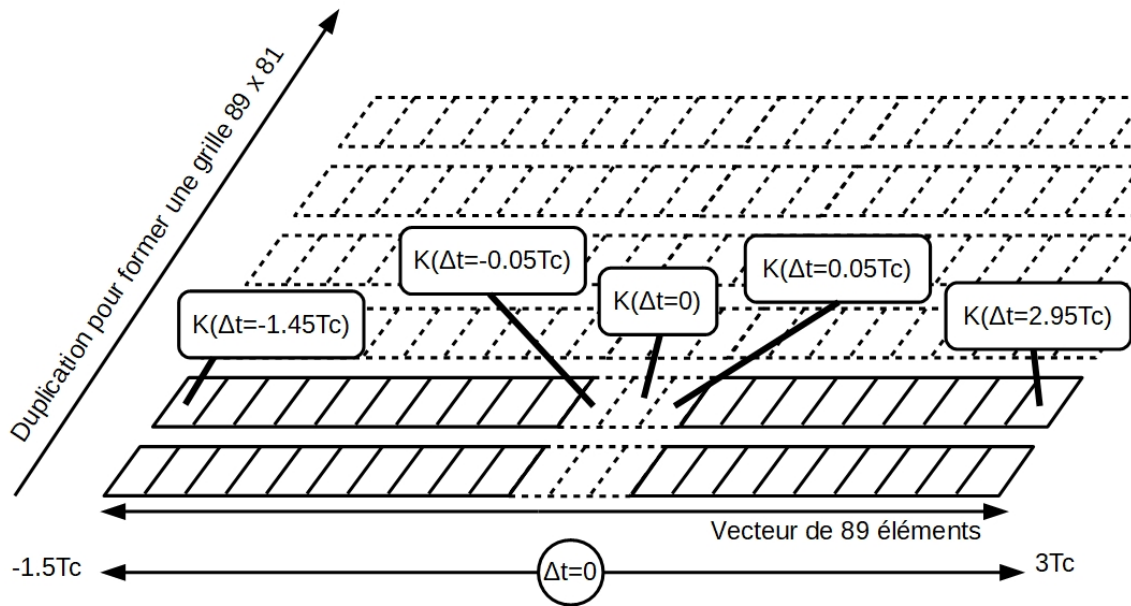 Duplication pour former une grille 89 x 81
K(Δt=-0.05Tc)
K(Δt=0.05Tc)
K(Δt=0)
K(Δt=-1.45Tc)
K(Δt=2.95Tc)
Vecteur de 89 éléments
-1.5Tc
Δt=0
3Tc